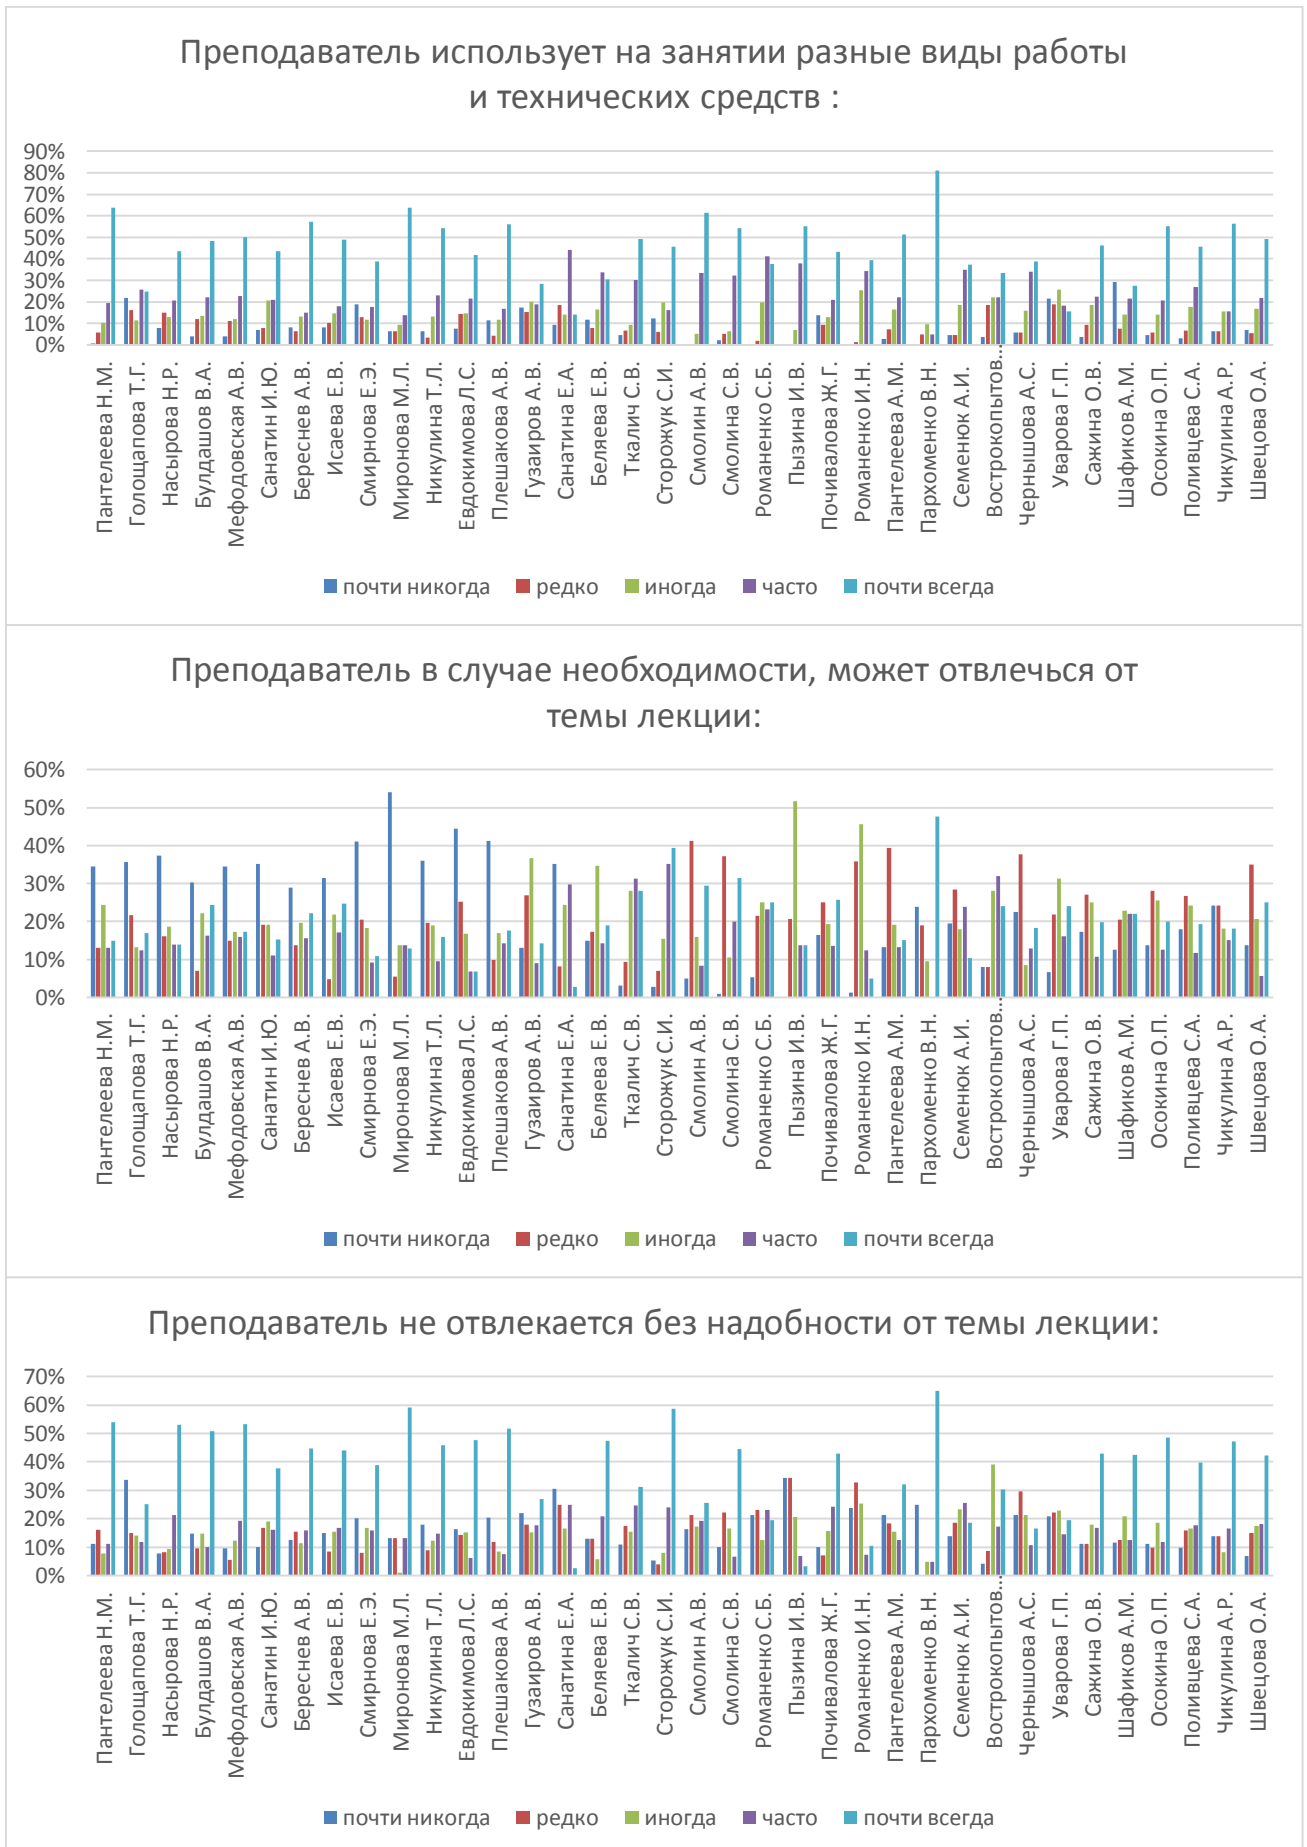 Преподаватель использует на занятии разные виды работы
и технических средств :
90%
80%
70%
60%
50%
40%
30%
20%
10%
0%
Пантелеева Н.М.
Голощапова Т.Г.
Насырова Н.Р.
Булдашов В.А.
Мефодовская А.В.
Санатин И.Ю.
Береснев А.В.
Исаева Е.В.
Смирнова Е.Э.
Миронова М.Л.
Никулина Т.Л.
Евдокимова Л.С.
Плешакова А.В.
Гузаиров А.В.
Санатина Е.А.
Беляева Е.В.
Ткалич С.В.
Сторожук С.И.
Смолин А.В.
Смолина С.В.
Романенко С.Б.
Пызина И.В.
Почивалова Ж.Г.
Романенко И.Н.
Пантелеева А.М.
Пархоменко В.Н.
Семенюк А.И.
Вострокопытов...
Чернышова А.С.
Уварова Г.П.
Сажина О.В.
Шафиков А.М.
Осокина О.П.
Поливцева С.А.
Чикулина А.Р.
Швецова О.А.
почти никогда редко иногда часто почти всегда
Преподаватель в случае необходимости, может отвлечься от
темы лекции:
60%
50%
40%
30%
20%
10%
0%
Пантелеева Н.М.
Голощапова Т.Г.
Насырова Н.Р.
Булдашов В.А.
Мефодовская А.В.
Санатин И.Ю.
Береснев А.В.
Исаева Е.В.
Смирнова Е.Э.
Миронова М.Л.
Никулина Т.Л.
Евдокимова Л.С.
Плешакова А.В.
Гузаиров А.В.
Санатина Е.А.
Беляева Е.В.
Ткалич С.В.
Сторожук С.И.
Смолин А.В.
Смолина С.В.
Романенко С.Б.
Пызина И.В.
Почивалова Ж.Г.
Романенко И.Н.
Пантелеева А.М.
Пархоменко В.Н.
Семенюк А.И.
Вострокопытов...
Чернышова А.С.
Уварова Г.П.
Сажина О.В.
Шафиков А.М.
Осокина О.П.
Поливцева С.А.
Чикулина А.Р.
Швецова О.А.
почти никогда редко иногда часто почти всегда
Преподаватель не отвлекается без надобности от темы лекции:
70%
60%
50%
40%
30%
20%
10%
0%
Пантелеева Н.М.
Голощапова Т.Г.
Насырова Н.Р.
Булдашов В.А.
Мефодовская А.В.
Санатин И.Ю.
Береснев А.В.
Исаева Е.В.
Смирнова Е.Э.
Миронова М.Л.
Никулина Т.Л.
Евдокимова Л.С.
Плешакова А.В.
Гузаиров А.В.
Санатина Е.А.
Беляева Е.В.
Ткалич С.В.
Сторожук С.И.
Смолин А.В.
Смолина С.В.
Романенко С.Б.
Пызина И.В.
Почивалова Ж.Г.
Романенко И.Н.
Пантелеева А.М.
Пархоменко В.Н.
Семенюк А.И.
Вострокопытов...
Чернышова А.С.
Уварова Г.П.
Сажина О.В.
Шафиков А.М.
Осокина О.П.
Поливцева С.А.
Чикулина А.Р.
Швецова О.А.
почти никогда редко иногда часто почти всегда